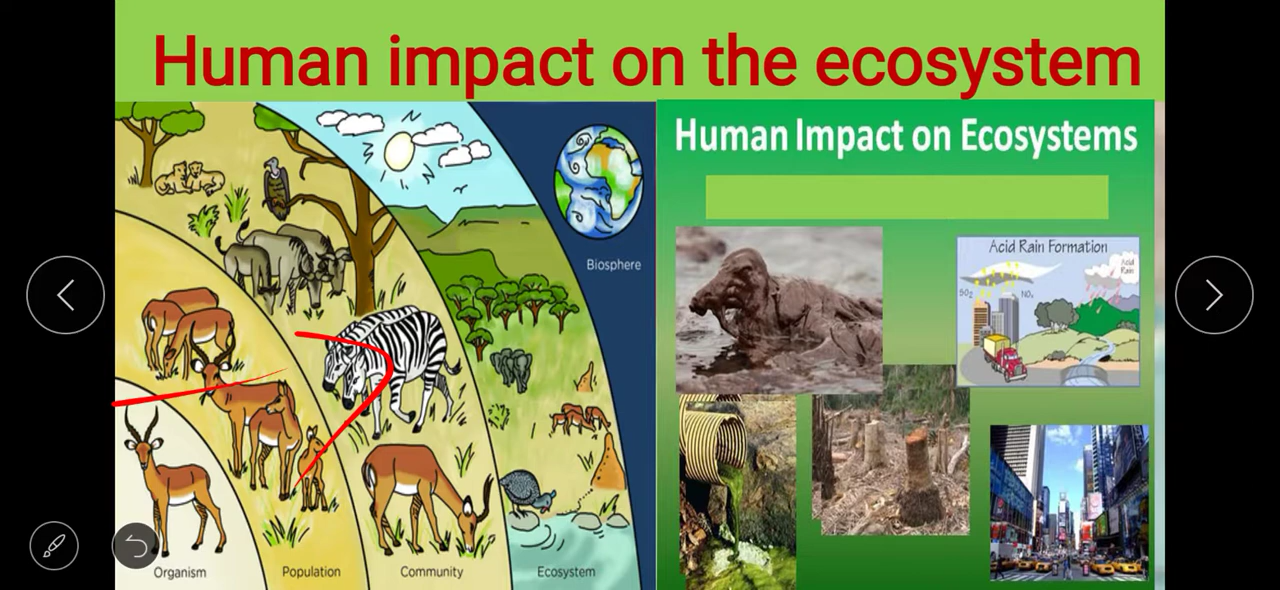 Human impact on the ecosystem
Human Impact on Ecosystems
Biosphere
Acid Rain Formation
Acid
Rain
SO2
NOx
Organism
Population
Community
Ecosystem